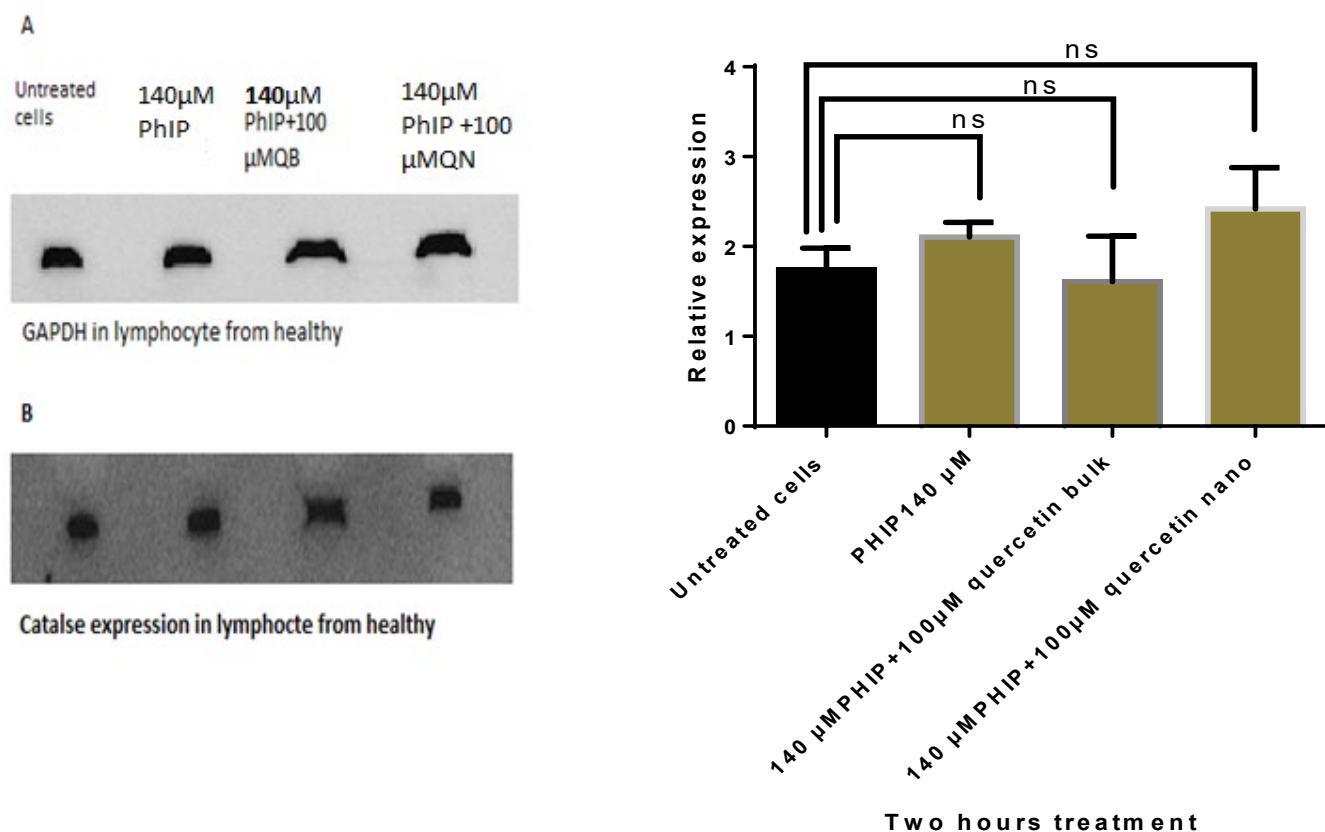 A
Untreated
cells
140µM
PhIP
140µM
PhIP+100
µMQB
140µM
PhIP +100
µMQN
GAPDH in lymphocyte from healthy
B
Catalse expression in lymphocte from healthy
ns
ns
ns
Relative expression
4
3
2
1
0
Untreated cells
PHIP140 µM
140 µMPHIP+100µM quercetin bulk
140 µMPHIP+100µM quercetin nano
Two hours treatment